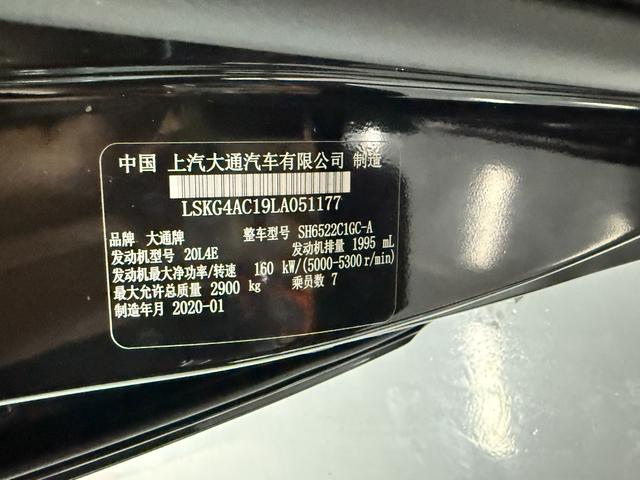 中国 上汽大通汽车有限公司 制造
LSKG4AC19LA051177
品牌 大通牌 整车型号 SH6522C1GC-A
发动机型号 20L4E 发动机排量 1995 mL
发动机最大净功率/转速 160 kW/(5000-5300r/min)
最大允许总质量 2900 kg 乘员数 7
制造年月 2020-01